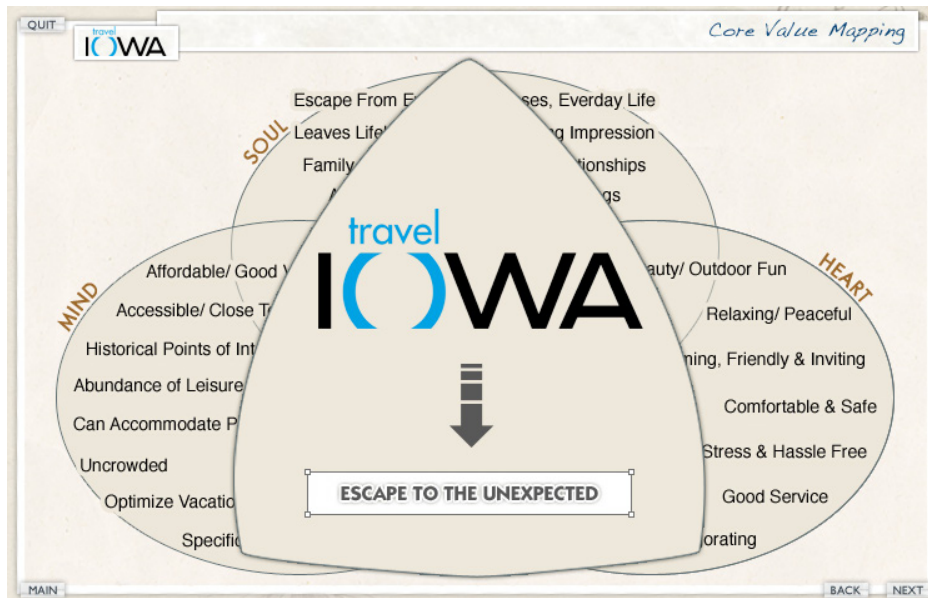 QUIT
travel
IOWA
Core Value Mapping
SOUL
Escape From
ses, Everday Life
Leaves
Impression
Family
tionships
gs
travel
IOWA
MIND
HEART
Affordable/ Good
auty/ Outdoor Fun
Accessible/ Close
Relaxing/ Peaceful
Historical Points of Int
ning, Friendly & Inviting
Abundance of Leisure
Comfortable & Safe
Can Accommodate P
Stress & Hassle Free
Uncrowded
Good Service
Optimize Vacatio
orating
Specific
ESCAPE TO THE UNEXPECTED
MAIN
BACK
NEXT